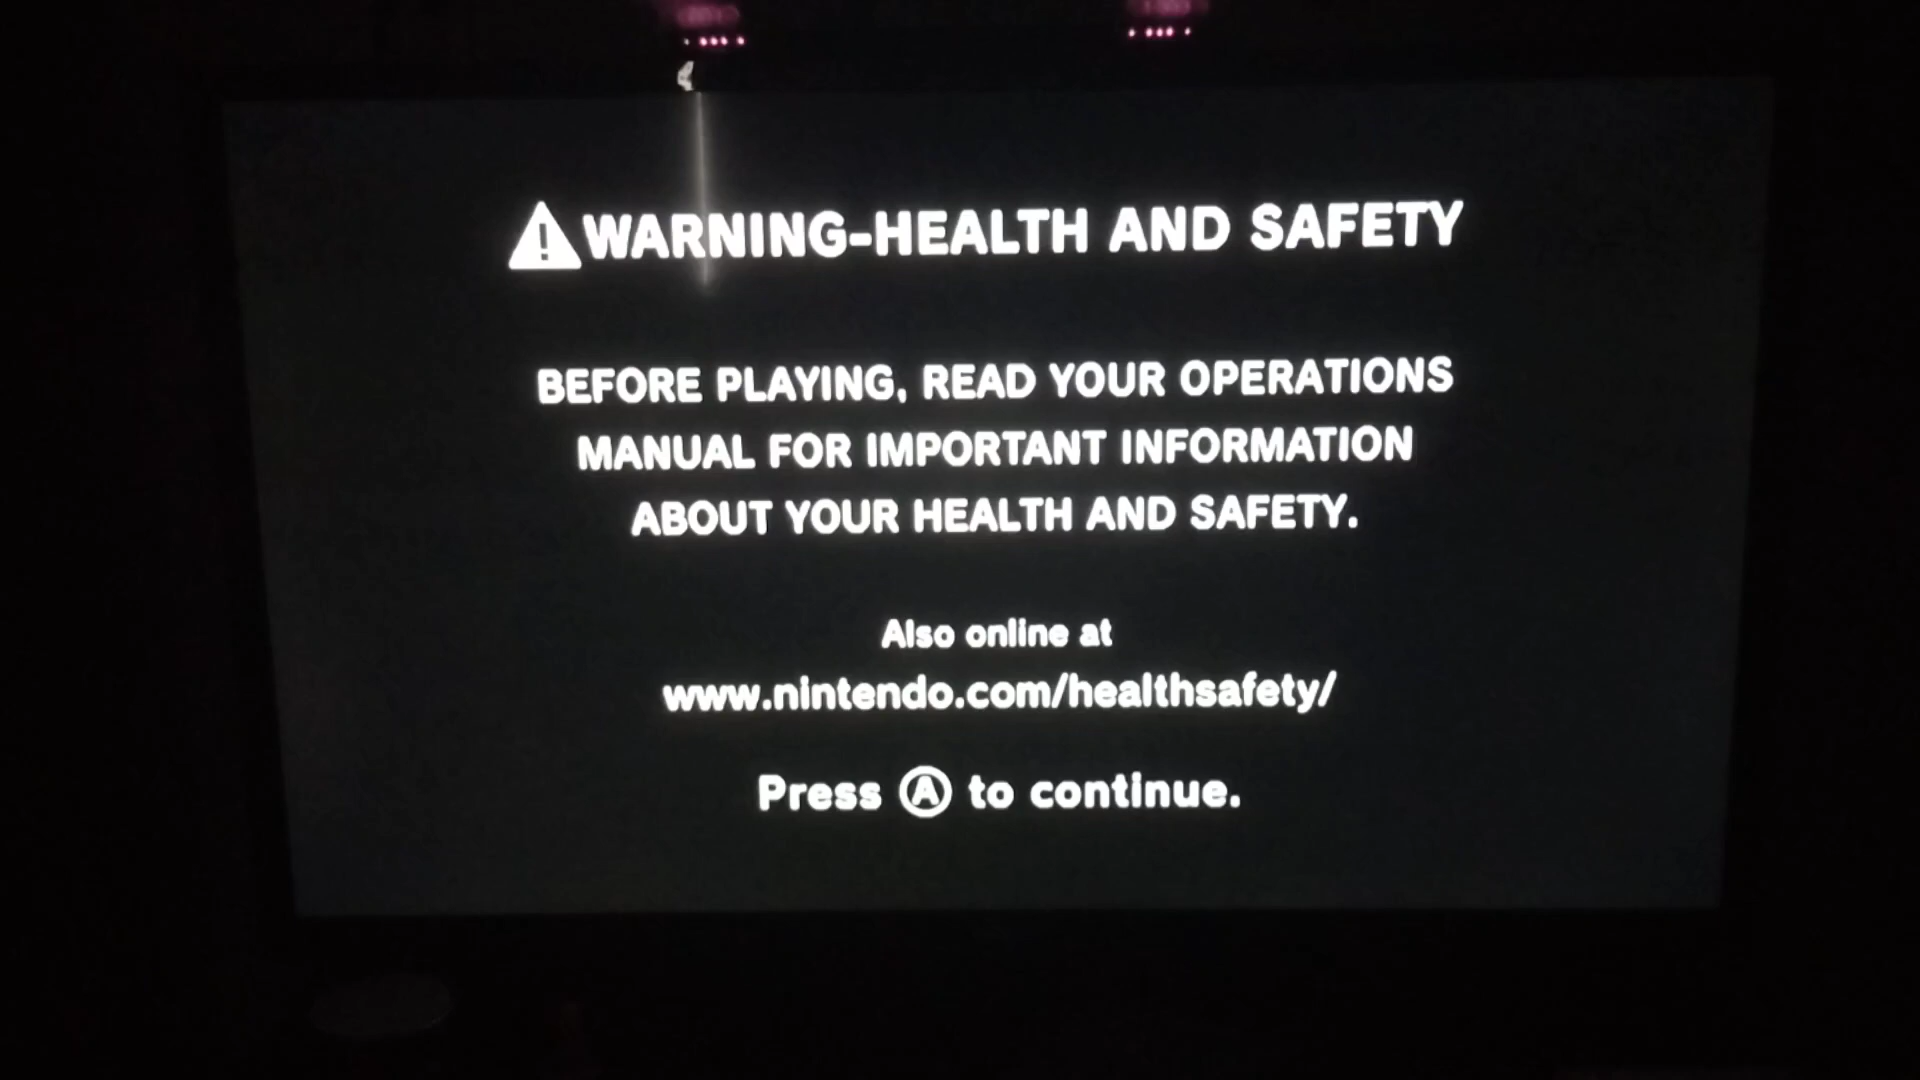 ⚠WARNING-HEALTH AND SAFETY
BEFORE PLAYING, READ YOUR OPERATIONS
MANUAL FOR IMPORTANT INFORMATION
ABOUT YOUR HEALTH AND SAFETY.
Also online at
www.nintendo.com/healthsafety/
Press Ⓐ to continue.